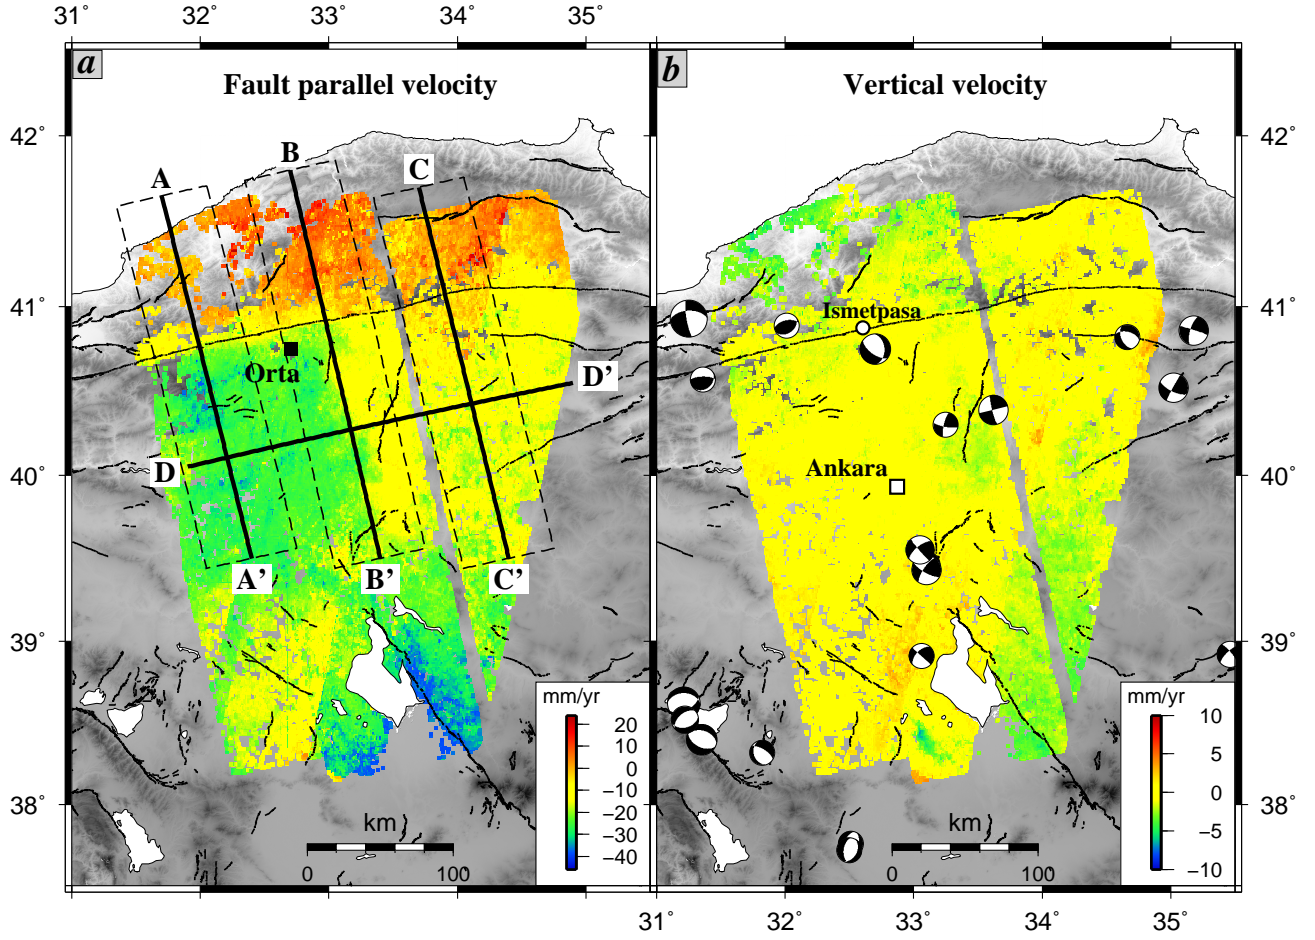 31° 32° 33° 34° 35°
a b
Fault parallel velocity Vertical velocity
42° 42°
B
A C
41° 41°
Ismetpasa
Orta
D'
D
Ankara
40° 40°
A' B' C'
39° 39°
mm/yr mm/yr
20 10
10 5
0 0
−10 −5
−20 −10
−30
−40
38° 38°
km km
0 100 0 100
31° 32° 33° 34° 35°